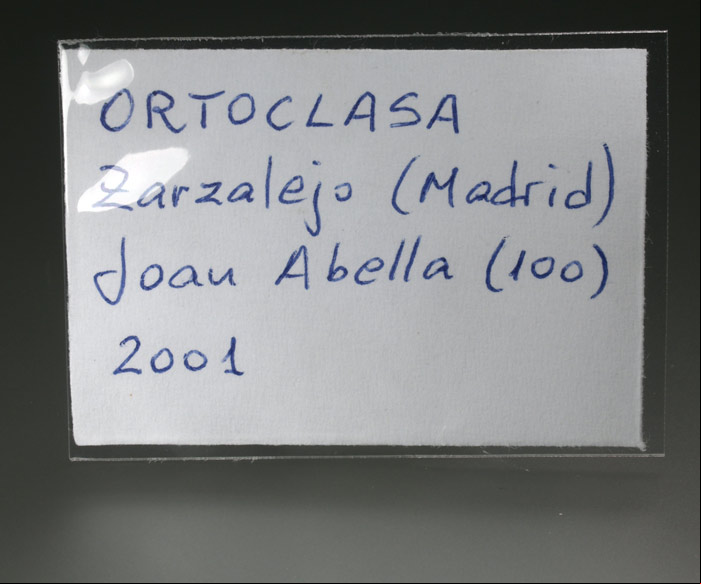 ORTOCLASA
Zarzalejo (Madrid)
Joan Abella (100)
2001